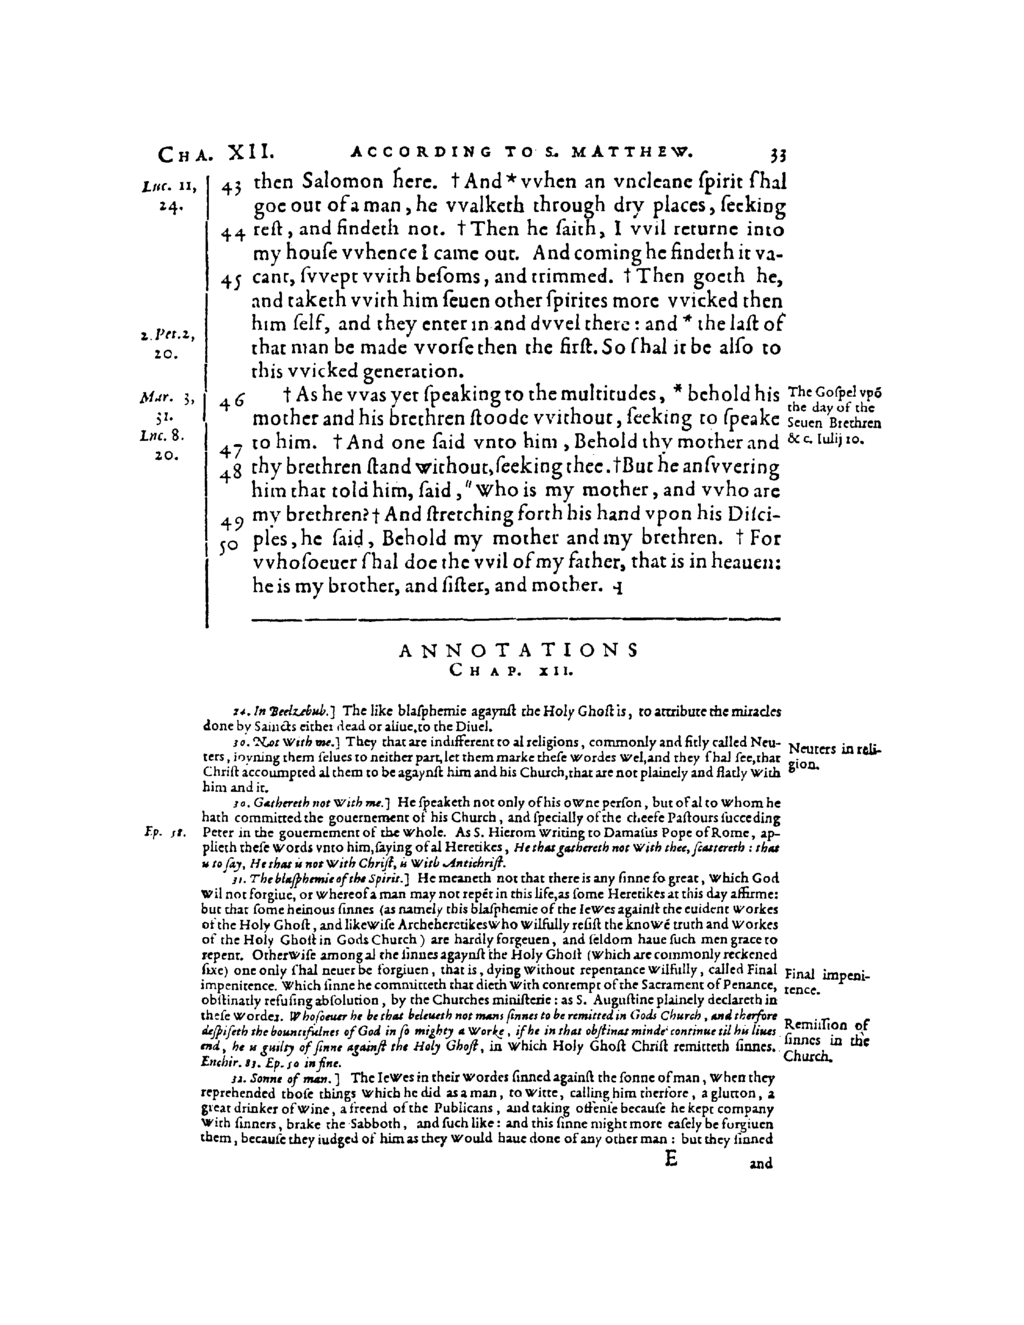 CHA. XII. ACCORDING TO S. MATTHEW. 33
Luc. 11,
24.
2. Pet. 2,
20.
Mar. 3,
31.
Luc. 8.
20.
43 then Salomon here. † And * vvhen an vncleane ſpirit ſhal
goe out of a man, he vvalketh through dry places, ſeeking
44 reſt, and findeth not. † Then he ſaith, I vvil returne into
my houſe vvhence I came out. And coming he findeth it va-
45 cant, ſvvept vvith beſoms, and trimmed. † Then goeth he,
and taketh vvith him ſeuen other ſpirites more vvicked then
him ſelf, and they enter in and dvvel there: and * the laſt of
that man be made vvorſe then the firſt. So ſhal it be alſo to
this vvicked generation.
46 † As he vvas yet ſpeaking to the multitudes, * behold his
mother and his brethren ſtoode vvithout, ſeeking to ſpeake
47 to him. † And one ſaid vnto him, Behold thy mother and
48 thy brethren ſtand without, ſeeking thee. † But he anſvvering
him that told him, ſaid, " Who is my mother, and vvho are
49 my brethren? † And ſtretching forth his hand vpon his Diſci-
50 ples, he ſaid, Behold my mother and my brethren. † For
vvhoſoeuer ſhal doe the vvil of my father, that is in heauen:
he is my brother, and ſiſter, and mother. ⁊
The Goſpel vpō
the day of the
Seuen Brethren
&c. Iulij 10.
ANNOTATIONS
CHAP. XII.
24. In Beelzebub.] The like blaſphemie agaynſt the Holy Ghoſt is, to attribute the miracles
done by Sainċts either dead or aliue, to the Diuel.
30. Not With me.] They that are indifferent to al religions, commonly and fitly called Neu-
ters, ioyning them ſelues to neither part, let them marke theſe wordes wel, and they ſhal ſee, that
Chriſt accoumpted al them to be agaynſt him and his Church, that are not plainely and flatly with
him and it.
Neuters in reli-
gion.
30. Gathereth not With me.] He ſpeaketh not only of his owne perſon, but of al to whom he
hath committed the gouernement of his Church, and ſpecially of the cheefe Paſtours ſucceding
Ep. 58. Peter in the gouernement of the whole. As S. Hierom writing to Damaſus Pope of Rome, ap-
plieth theſe words vnto him, ſaying of al Heretikes, He that gathereth not With thee, ſcattereth: that
is to ſay, He that is not With Chriſt, is With Antichriſt.
31. The blaſphemie of the Spirit.] He meaneth not that there is any ſinne ſo great, which God
wil not forgiue, or whereof a man may not repēt in this life, as ſome Heretikes at this day affirme:
but that ſome heinous ſinnes (as namely this blaſphemie of the Iewes againſt the euident workes
of the Holy Ghoſt, and likewiſe Archeheretikes who wilfully reſiſt the knowē truth and workes
of the Holy Ghoſt in Gods Church) are hardly forgeuen, and ſeldom haue ſuch men grace to
repent. Otherwiſe among al the ſinnes agaynſt the Holy Ghoſt (which are commonly reckened
ſixe) one only ſhal neuer be forgiuen, that is, dying without repentance wilfully, called Final
impenitence. Which ſinne he committeth that dieth with contempt of the Sacrament of Penance,
obſtinatly refuſing abſolution, by the Churches miniſterie: as S. Auguſtine plainely declareth in
theſe wordes. Whoſoeuer he be that beleueth not mans ſinnes to be remitted in Gods Church, and therfore
deſpiſeth the bountifulnes of God in ſo mighty a Worke, if he in that obſtinat minde continue til his liues
end, he is guilty of ſinne againſt the Holy Ghoſt, in which Holy Ghoſt Chriſt remitteth ſinnes.
Enchir. 83. Ep. 50 in fine.
Final impeni-
tence.
Remiſſion of
ſinnes in the
Church.
32. Sonne of man.] The Iewes in their wordes ſinned againſt the ſonne of man, when they
reprehended thoſe things which he did as a man, to witte, calling him therfore, a glutton, a
great drinker of wine, a freend of the Publicans, and taking offenſe becauſe he kept company
with ſinners, brake the Sabboth, and ſuch like: and this ſinne might more eaſely be forgiuen
them, becauſe they iudged of him as they would haue done of any other man: but they ſinned
E and